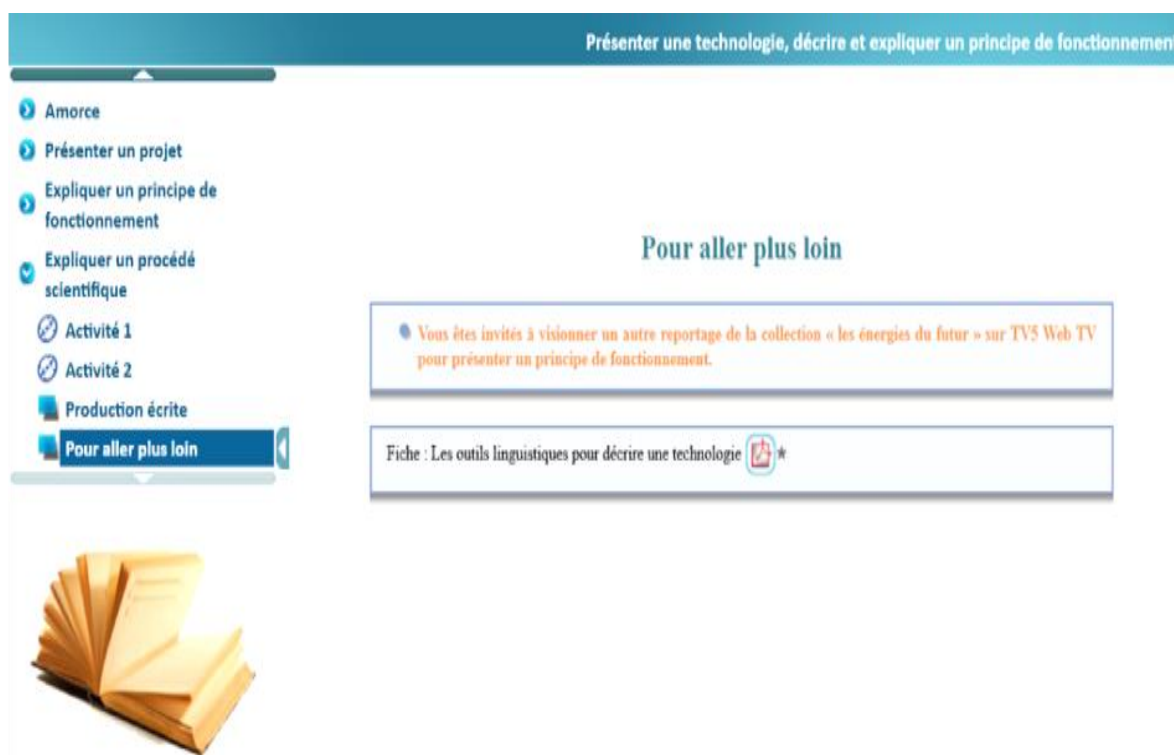 Présenter une technologie, décrire et expliquer un principe de fonctionnement
Amorce
Présenter un projet
Expliquer un principe de
fonctionnement
Expliquer un procédé
scientifique
Activité 1
Activité 2
Production écrite
Pour aller plus loin
Pour aller plus loin
Vous êtes invités à visionner un autre reportage de la collection « les énergies du futur » sur TV5 Web TV
pour présenter un principe de fonctionnement.
Fiche : Les outils linguistiques pour décrire une technologie *